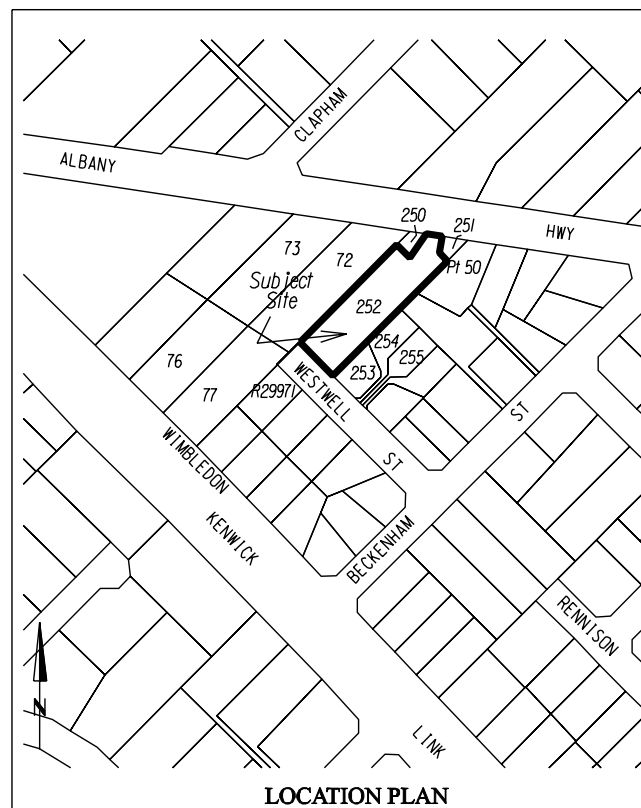 CLAPHAM
ALBANY
250
251
HWY
73
72
Pt 50
Subject
Site
252
254
255
253
76
77
R29971
WESTWELL
ST
ST
WIMBLEDON
KENWICK
BECKENHAM
RENNISON
N
LINK
LOCATION PLAN